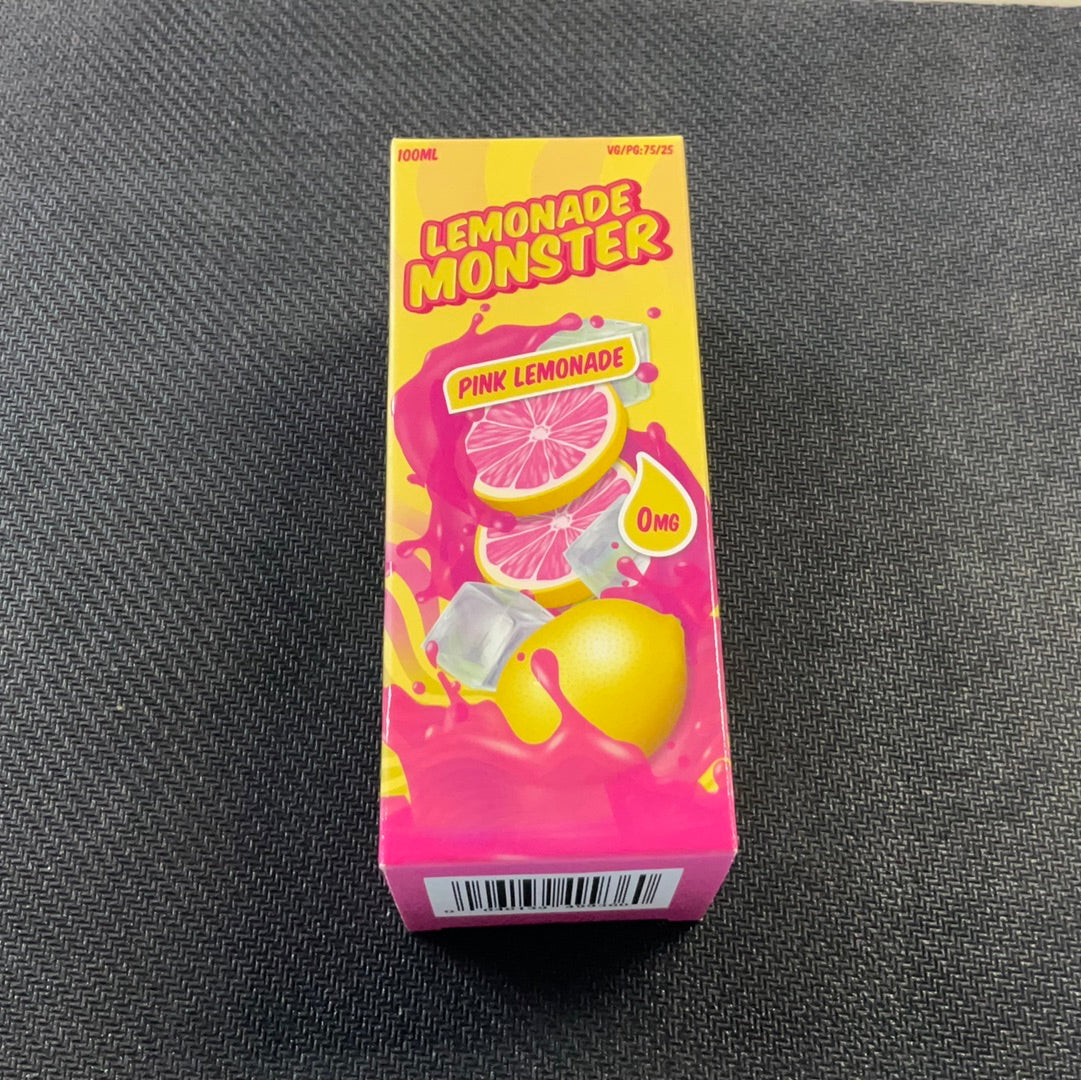 100ML
VG/PG:75/25
LEMONADE
MONSTER
PINK LEMONADE
0MG